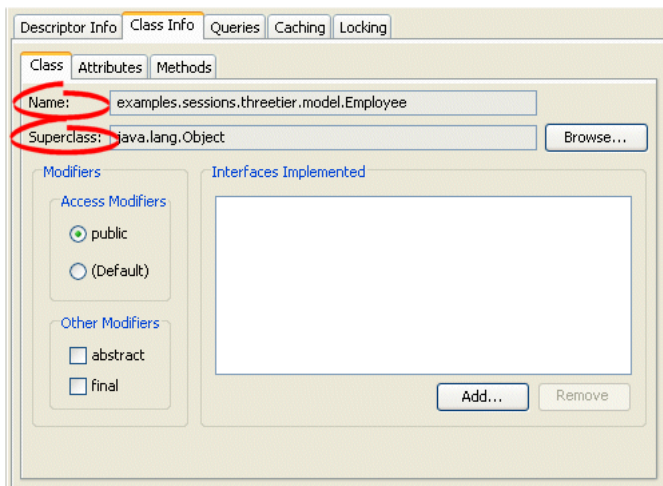 Descriptor Info Class Info Queries Caching Locking
Class Attributes Methods
Name: examples.sessions.threetier.model.Employee
Superclass: java.lang.Object Browse...
Modifiers Interfaces Implemented
Access Modifiers
public
(Default)
Other Modifiers
abstract
final
Add... Remove